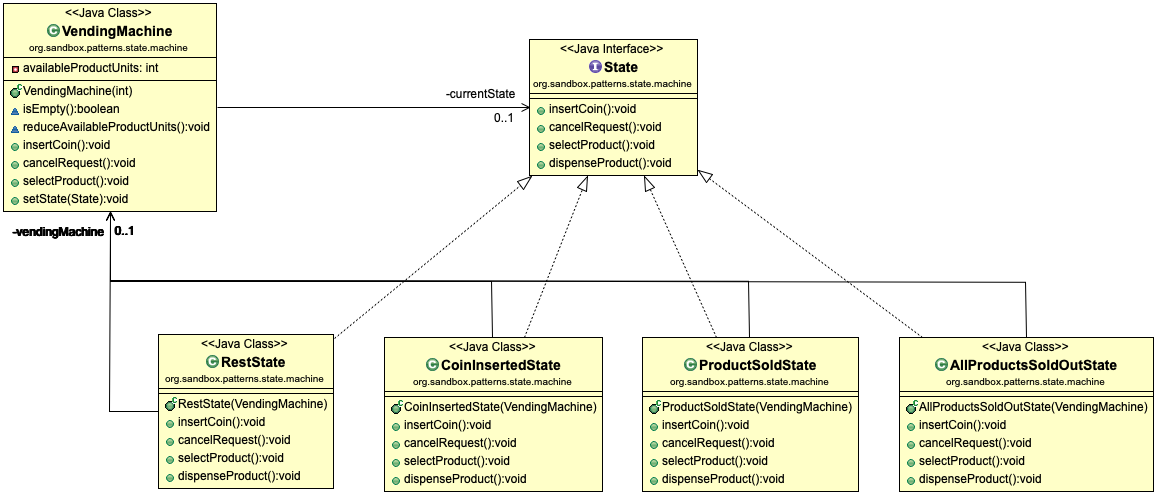 <<Java Class>>
VendingMachine
org.sandbox.patterns.state.machine
availableProductUnits: int
VendingMachine(int)
isEmpty():boolean
reduceAvailableProductUnits():void
insertCoin():void
cancelRequest():void
selectProduct():void
setState(State):void
-currentState
0..1
<<Java Interface>>
State
org.sandbox.patterns.state.machine
insertCoin():void
cancelRequest():void
selectProduct():void
dispenseProduct():void
-vendingMachine 0..1
<<Java Class>>
RestState
org.sandbox.patterns.state.machine
RestState(VendingMachine)
insertCoin():void
cancelRequest():void
selectProduct():void
dispenseProduct():void
<<Java Class>>
CoinInsertedState
org.sandbox.patterns.state.machine
CoinInsertedState(VendingMachine)
insertCoin():void
cancelRequest():void
selectProduct():void
dispenseProduct():void
<<Java Class>>
ProductSoldState
org.sandbox.patterns.state.machine
ProductSoldState(VendingMachine)
insertCoin():void
cancelRequest():void
selectProduct():void
dispenseProduct():void
<<Java Class>>
AllProductsSoldOutState
org.sandbox.patterns.state.machine
AllProductsSoldOutState(VendingMachine)
insertCoin():void
cancelRequest():void
selectProduct():void
dispenseProduct():void